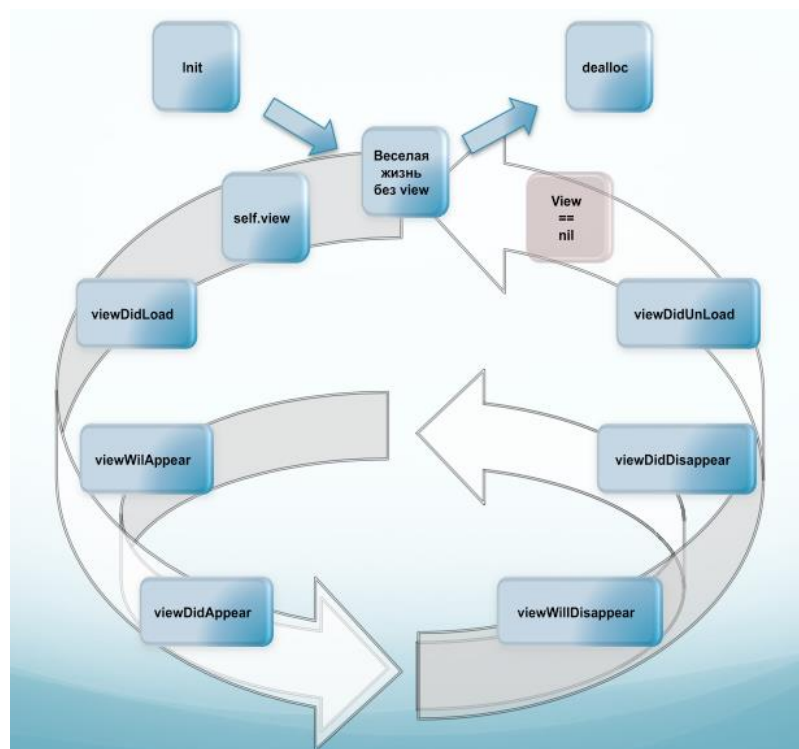 Init
dealloc
Веселая
жизнь
без view
View
==
nil
self.view
viewDidLoad
viewDidUnLoad
viewWilAppear
viewDidDisappear
viewDidAppear
viewWillDisappear